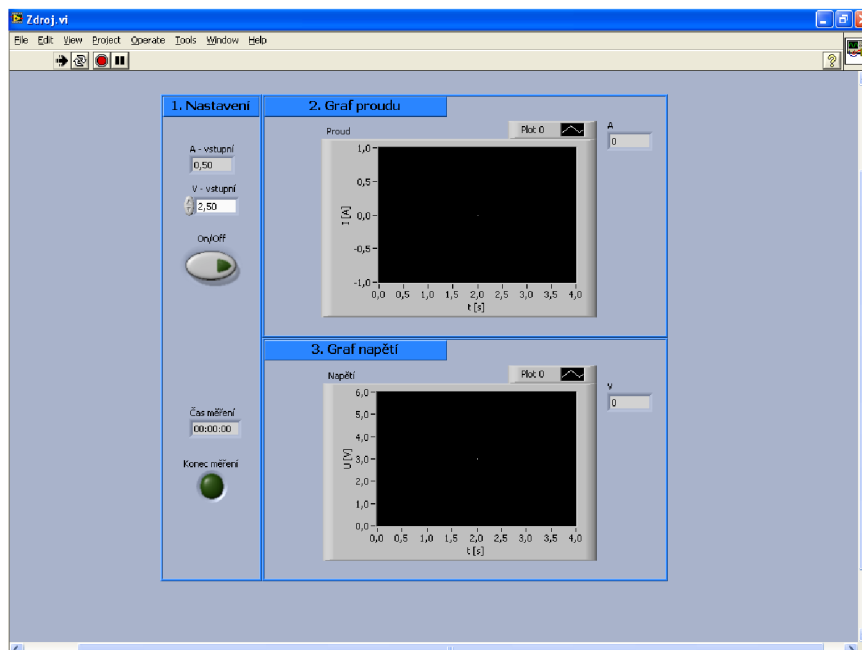 Zdroj.vi
File Edit View Project Operate Tools Window Help
1. Nastavení
A - vstupní
0,50
V - vstupní
2,50
On/Off
Čas měření
00:00:00
Konec měření
2. Graf proudu
Proud
Plot 0
A
0
1,0
0,5
0,0
-0,5
-1,0
I [A]
0,0 0,5 1,0 1,5 2,0 2,5 3,0 3,5 4,0
t [s]
3. Graf napětí
Napětí
Plot 0
V
0
6,0
5,0
4,0
3,0
2,0
1,0
0,0
U [V]
0,0 0,5 1,0 1,5 2,0 2,5 3,0 3,5 4,0
t [s]